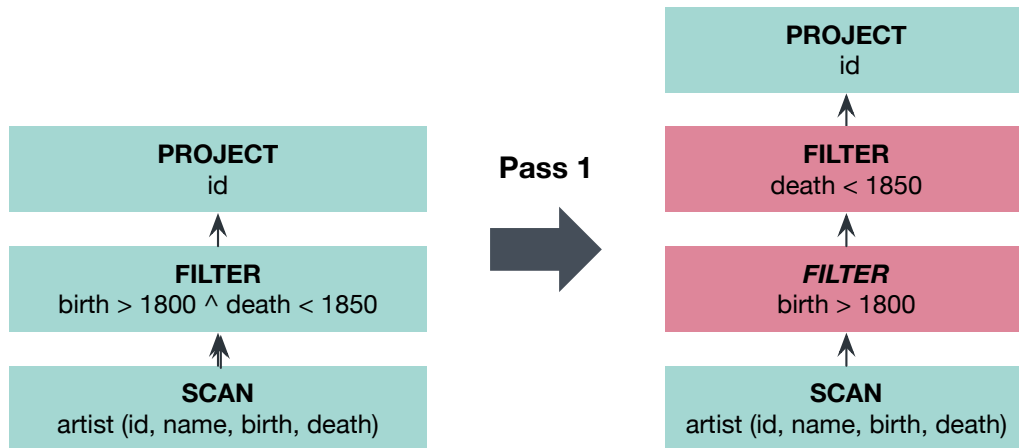 PROJECT
id
FILTER
birth > 1800 ^ death < 1850
SCAN
artist (id, name, birth, death)
Pass 1
PROJECT
id
FILTER
death < 1850
FILTER
birth > 1800
SCAN
artist (id, name, birth, death)